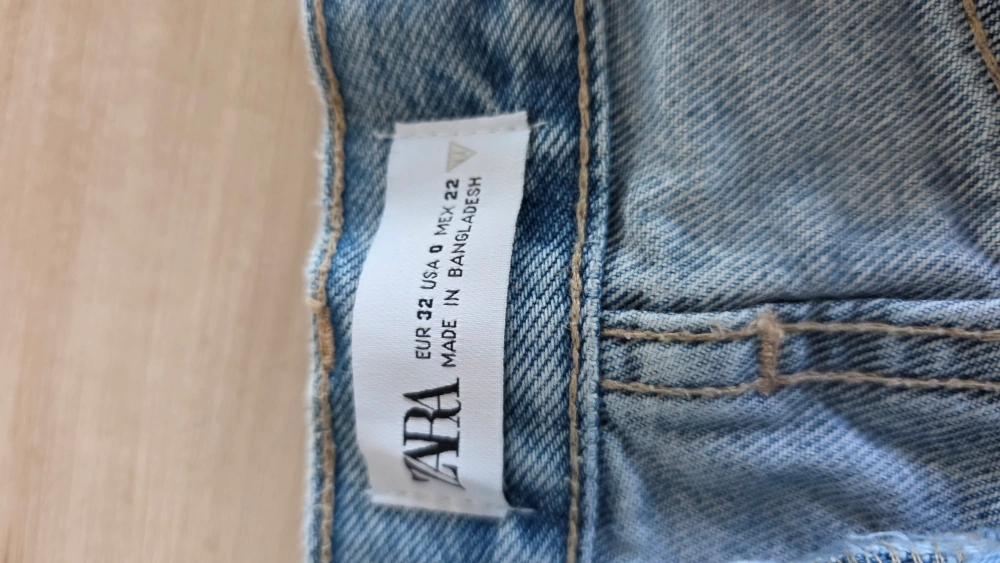 ZARA
EUR 32 USA 0 MEX 22
MADE IN BANGLADESH